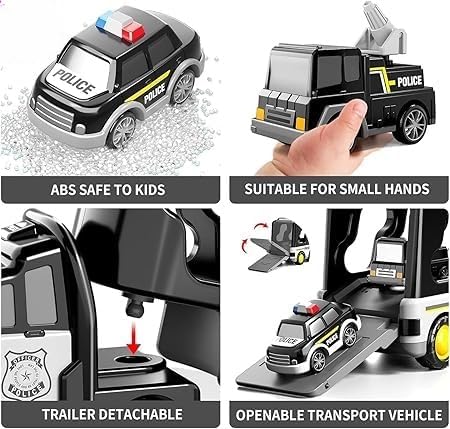 POLICE
POLICE
POLICE
ABS SAFE TO KIDS
SUITABLE FOR SMALL HANDS
OFFICER
POLICE
POLICE
POLICE
TRAILER DETACHABLE
OPENABLE TRANSPORT VEHICLE